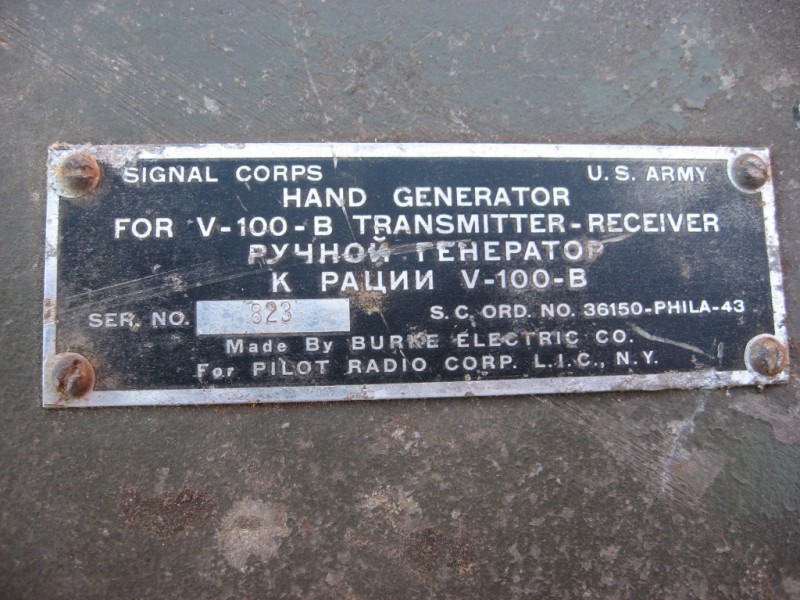 SIGNAL CORPS U.S. ARMY
HAND GENERATOR
FOR V-100-B TRANSMITTER-RECEIVER
РУЧНОЙ ГЕНЕРАТОР
К РАЦИИ V-100-B
SER. NO. 823 S.C. ORD. NO. 36150-PHILA-43
Made By BURKE ELECTRIC CO.
For PILOT RADIO CORP. L.I.C., N.Y.